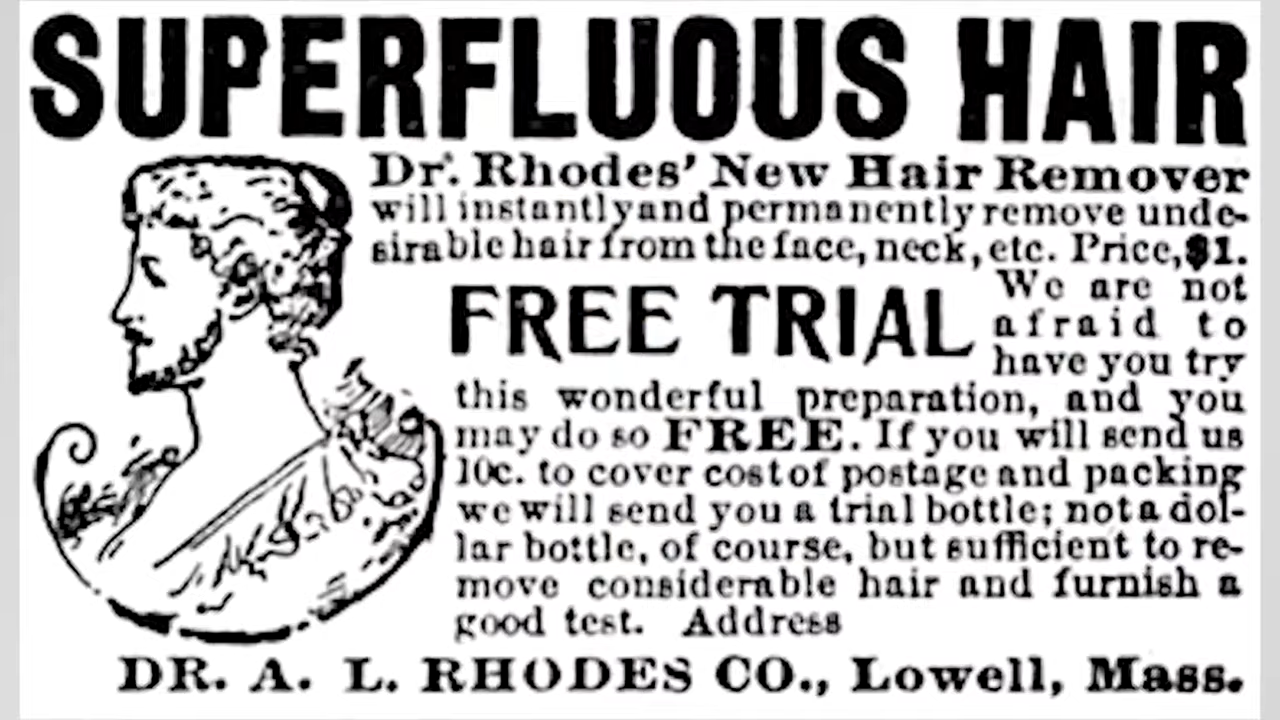 SUPERFLUOUS HAIR
Dr. Rhodes' New Hair Remover
will instantly and permanently remove unde-
sirable hair from the face, neck, etc. Price, $1.
FREE TRIAL
We are not
afraid to
have you try
this wonderful preparation, and you
may do so FREE. If you will send us
10c. to cover cost of postage and packing
we will send you a trial bottle; not a dol-
lar bottle, of course, but sufficient to re-
move considerable hair and furnish a
good test. Address
DR. A. L. RHODES CO., Lowell, Mass.